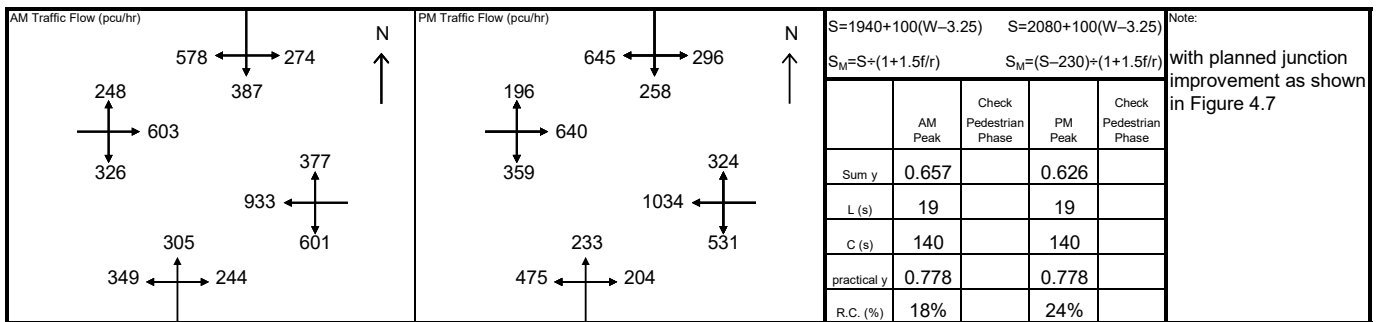 AM Traffic Flow (pcu/hr)
N
578 274
387
248
603
326
377
933
601
305
349 244
PM Traffic Flow (pcu/hr)
N
645 296
258
196
640
359
324
1034
531
233
475 204
S=1940+100(W–3.25) S=2080+100(W–3.25)
S_M=S÷(1+1.5f/r) S_M=(S–230)÷(1+1.5f/r)
AM Peak Check Pedestrian Phase PM Peak Check Pedestrian Phase
Sum y 0.657 0.626
L (s) 19 19
C (s) 140 140
practical y 0.778 0.778
R.C. (%) 18% 24%
Note:
with planned junction
improvement as shown
in Figure 4.7